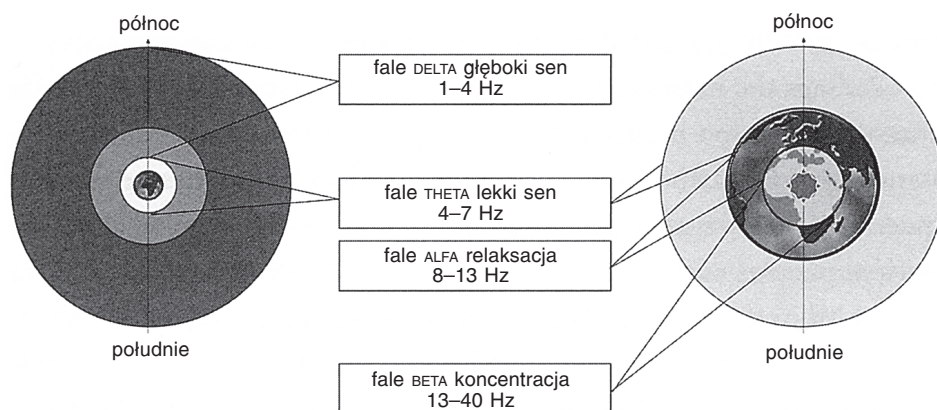 północ
południe
fale DELTA głęboki sen
1–4 Hz
fale THETA lekki sen
4–7 Hz
fale ALFA relaksacja
8–13 Hz
fale BETA koncentracja
13–40 Hz
północ
południe